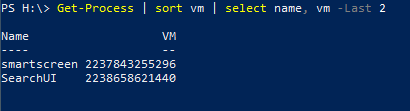 PS H:\> Get-Process | sort vm | select name, vm -Last 2
Name                   VM
----                   --
smartscreen 2237843255296
SearchUI    2238658621440